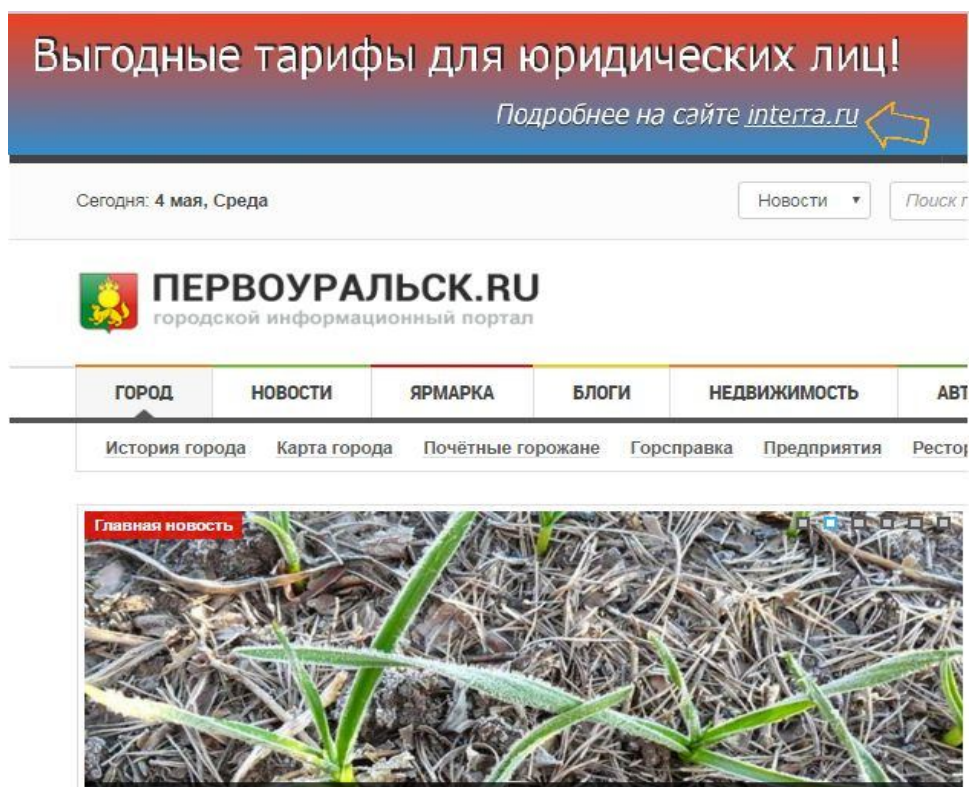 Выгодные тарифы для юридических лиц!
Подробнее на сайте interra.ru
Сегодня: 4 мая, Среда
Новости
Поиск
ПЕРВОУРАЛЬСК.RU
городской информационный портал
ГОРОД НОВОСТИ ЯРМАРКА БЛОГИ НЕДВИЖИМОСТЬ
История города Карта города Почётные горожане Горсправка Предприятия
Главная новость